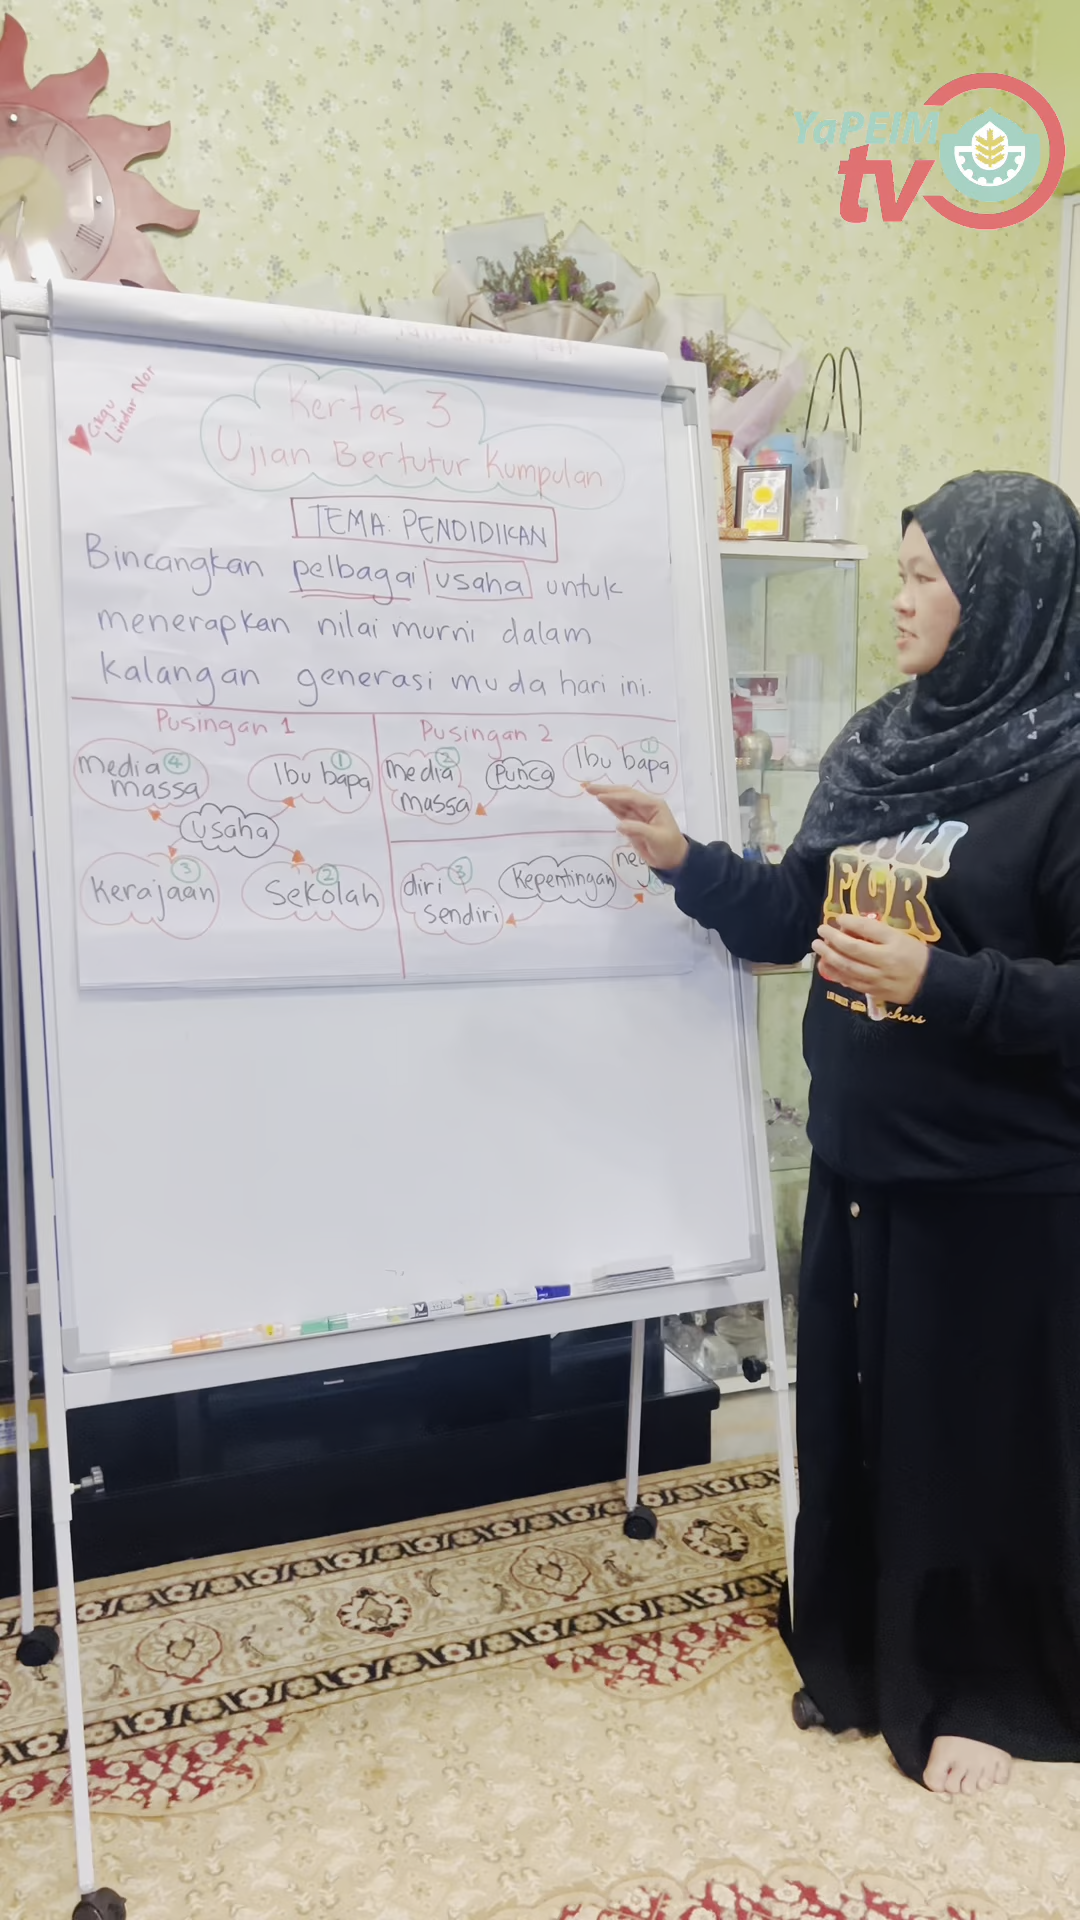 YaPEIM
tv
Cikgu
Lindar Nor
Kertas 3
Ujian Bertutur Kumpulan
TEMA: PENDIDIKAN
Bincangkan pelbagai usaha untuk
menerapkan nilai murni dalam
kalangan generasi muda hari ini.
Pusingan 1
media 4
massa
Ibu bapa 1
usaha
Kerajaan 3
Sekolah 2
Pusingan 2
media 2
massa
Punca
Ibu bapa 1
diri 3
sendiri
Kepentingan
FOR